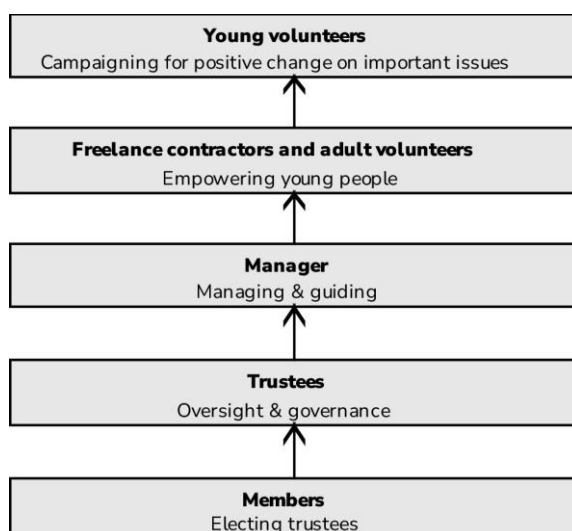 Young volunteers
Campaigning for positive change on important issues
Freelance contractors and adult volunteers
Empowering young people
Manager
Managing & guiding
Trustees
Oversight & governance
Members
Electing trustees